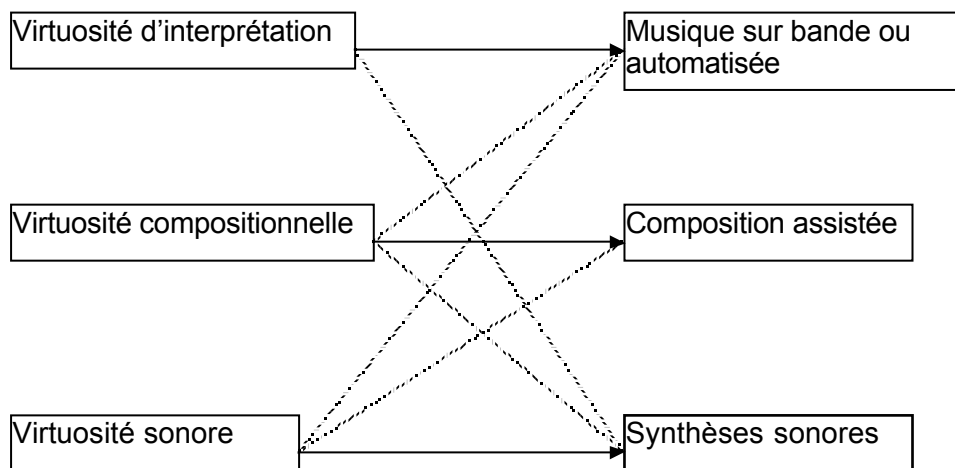 Virtuosité d’interprétation
Musique sur bande ou
automatisée
Virtuosité compositionnelle
Composition assistée
Virtuosité sonore
Synthèses sonores